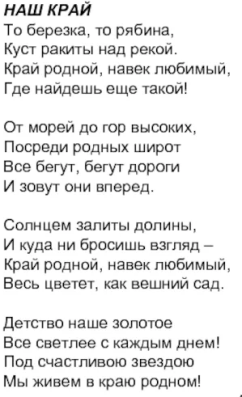 НАШ КРАЙ
То березка, то рябина,
Куст ракиты над рекой.
Край родной, навек любимый,
Где найдешь еще такой!

От морей до гор высоких,
Посреди родных широт
Все бегут, бегут дороги
И зовут они вперед.

Солнцем залиты долины,
И куда ни бросишь взгляд –
Край родной, навек любимый,
Весь цветет, как вешний сад.

Детство наше золотое
Все светлее с каждым днем!
Под счастливою звездою
Мы живем в краю родном!